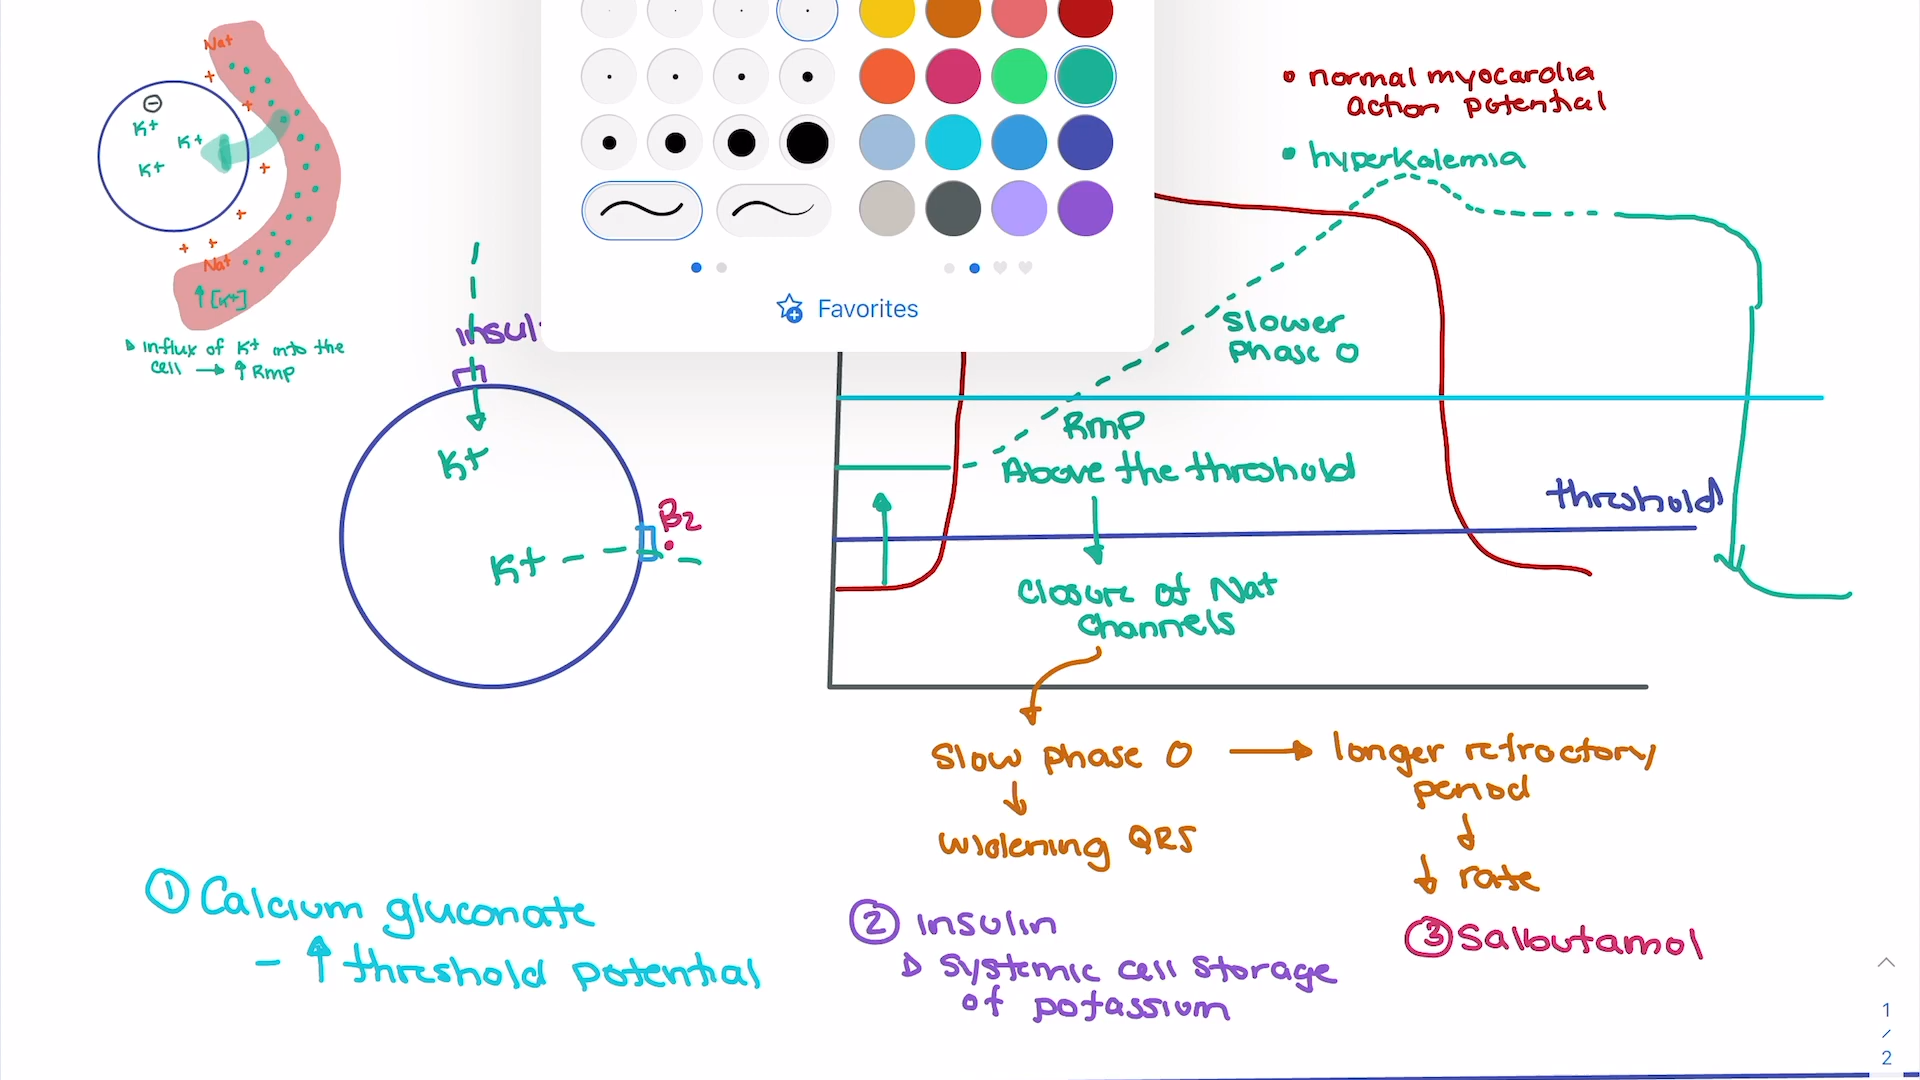 Na+
K+
K+
K+
Na+
↑[K+]
▷ influx of K+ into the
cell → ↑ Rmp
K+
B2
K+
Favorites
• normal myocardia
action potential
• hyperkalemia
slower
phase 0
Rmp
Above the threshold
threshold
closure of Na+
channels
Slow phase 0 → longer refractory
period
↓
widening QRS
↓ rate
① Calcium gluconate
- ↑ threshold potential
② insulin
▷ systemic cell storage
of potassium
③ Salbutamol
1
/
2